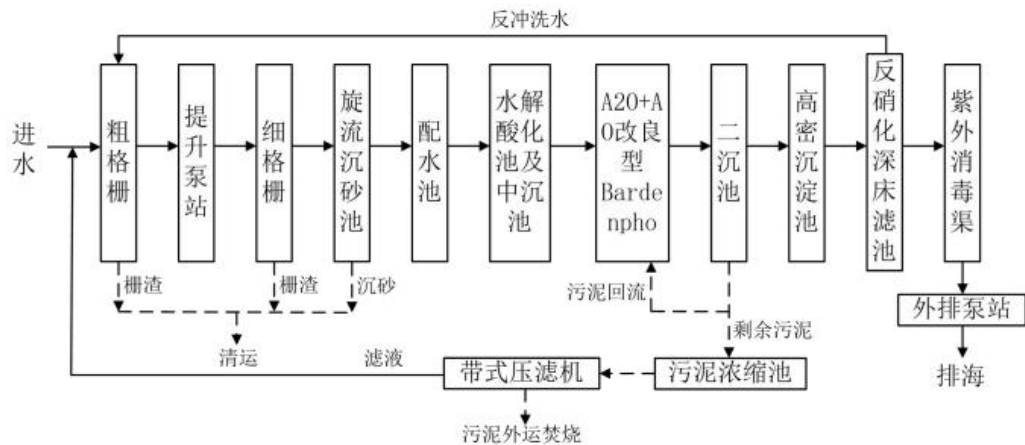 反冲洗水
进水
粗格栅
提升泵站
细格栅
旋流沉砂池
配水池
水解
酸化
池及
中沉
池
A2O+A
O改良
型
Barde
npho
二沉池
高密沉淀池
反硝化深床滤池
紫外消毒渠
栅渣
栅渣
沉砂
清运
污泥回流
剩余污泥
外排泵站
排海
滤液
带式压滤机
污泥浓缩池
污泥外运焚烧